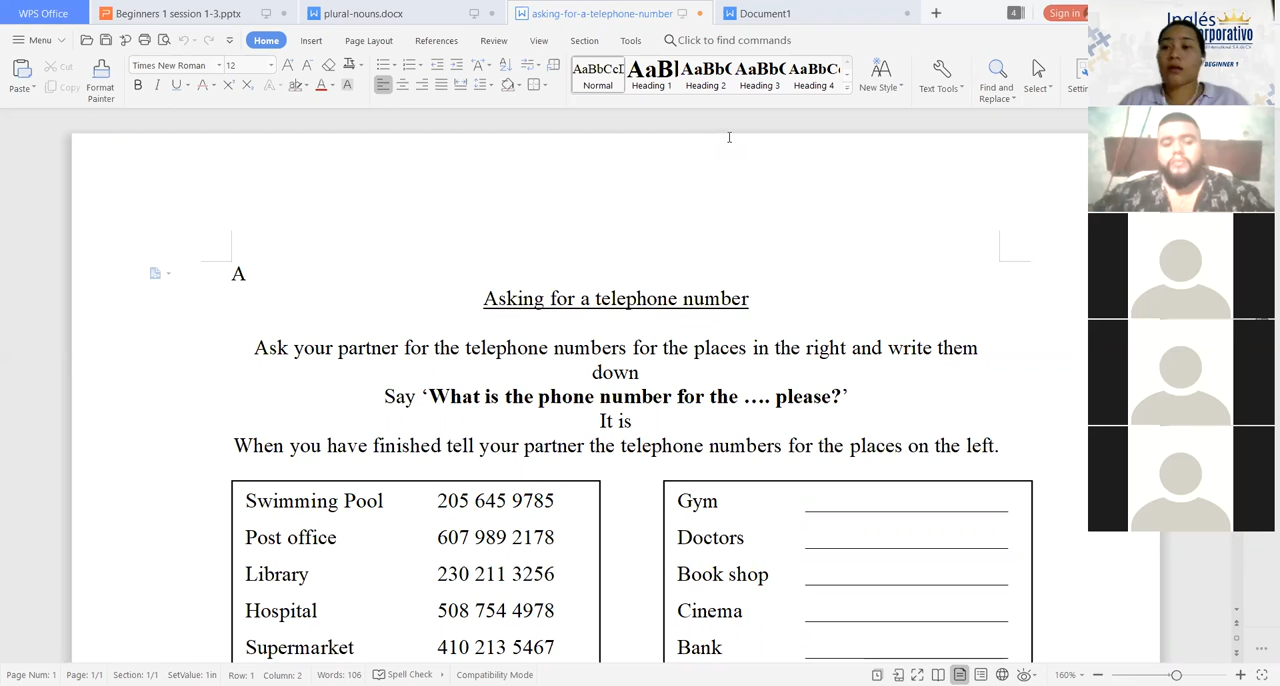 WPS Office
Beginners 1 session 1-3.pptx
plural-nouns.docx
asking-for-a-telephone-number
Document1
Sign in
Menu
Home
Insert
Page Layout
References
Review
View
Section
Tools
Click to find commands
Paste
Cut
Copy
Format
Painter
Times New Roman
12
AaBbCcD
Normal
AaBl
Heading 1
AaBb(
Heading 2
AaBb(
Heading 3
AaBbC
Heading 4
New Style
Text Tools
Find and
Replace
Select
Inglés
BEGINNER 1
A
Asking for a telephone number
Ask your partner for the telephone numbers for the places in the right and write them
down
Say ‘What is the phone number for the …. please?’
It is
When you have finished tell your partner the telephone numbers for the places on the left.
Swimming Pool 205 645 9785
Post office 607 989 2178
Library 230 211 3256
Hospital 508 754 4978
Supermarket 410 213 5467
Gym
Doctors
Book shop
Cinema
Bank
Page Num: 1 Page: 1/1 Section: 1/1 SetValue: 1in Row: 1 Column: 2 Words: 106 Spell Check Compatibility Mode 160%